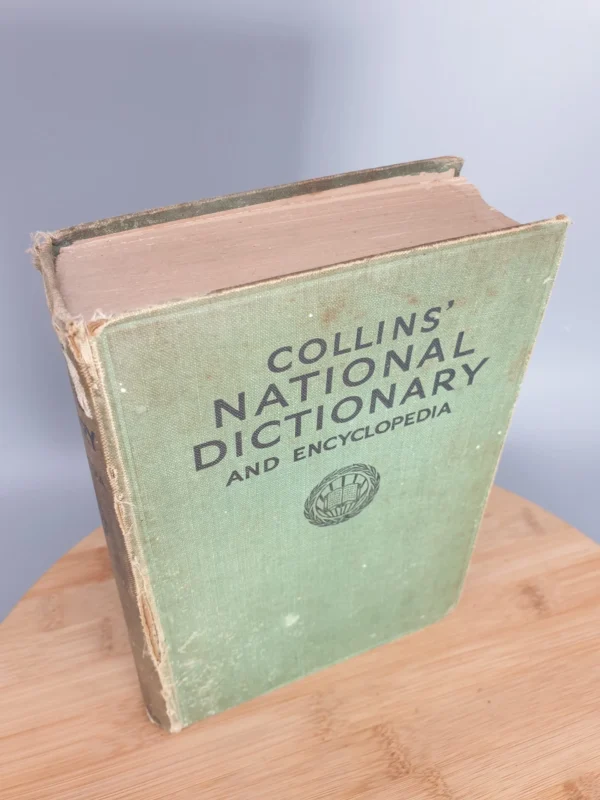 COLLINS'
NATIONAL
DICTIONARY
AND ENCYCLOPEDIA